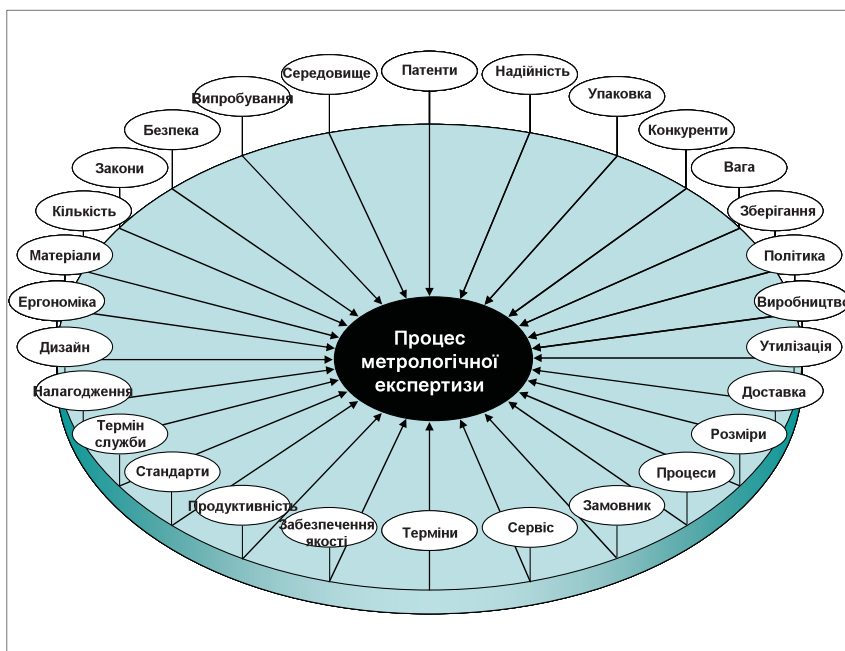 Патенти
Середовище
Надійність
Випробування
Упаковка
Безпека
Конкуренти
Закони
Вага
Кількість
Зберігання
Матеріали
Політика
Ергономіка
Виробництво
Дизайн
Утилізація
Налагодження
Доставка
Процес
метрологічної
експертизи
Термін
служби
Розміри
Стандарти
Процеси
Продуктивність
Замовник
Забезпечення
якості
Терміни
Сервіс